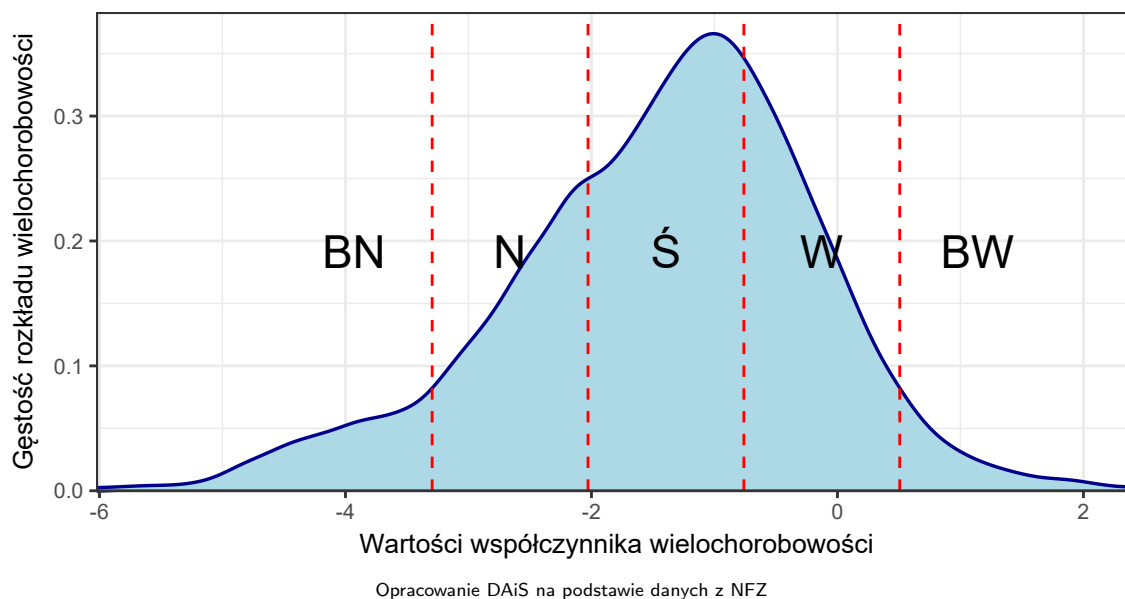 Gęstość rozkładu wielochorobowości
0.3
0.2
0.1
0.0
BN N Ś W BW
-6 -4 -2 0 2
Wartości współczynnika wielochorobowości
Opracowanie DAiS na podstawie danych z NFZ